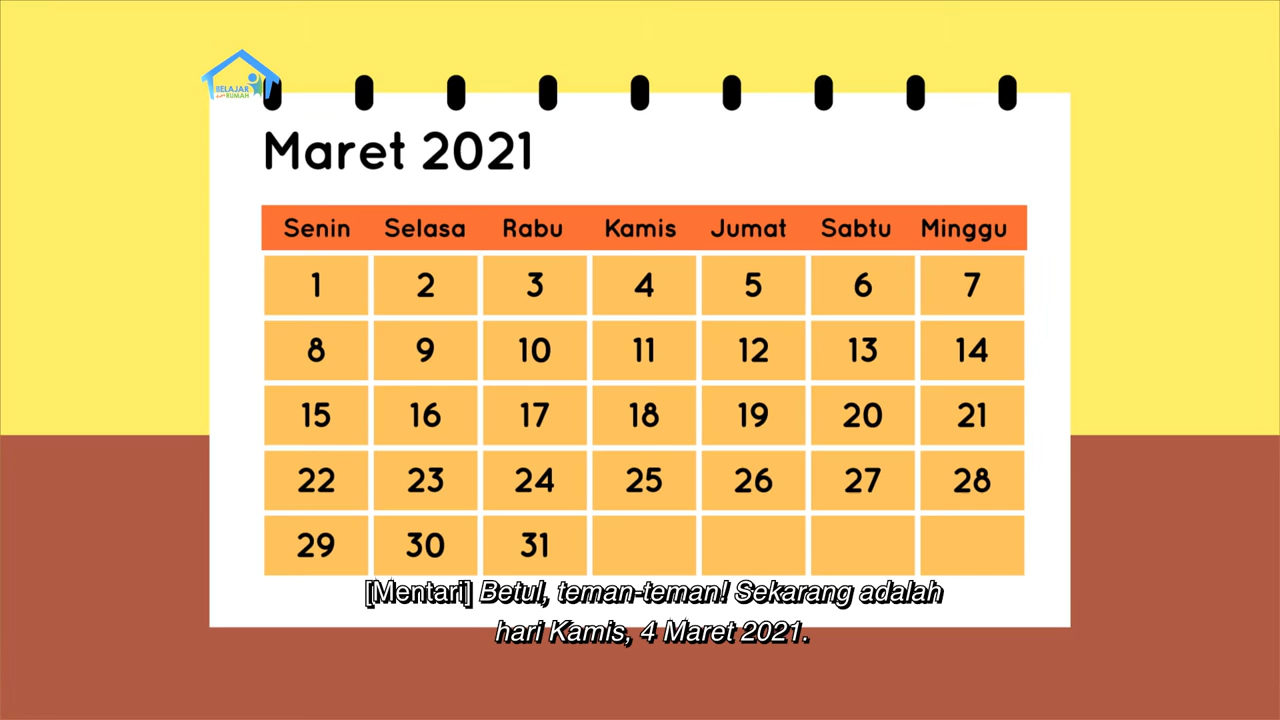 BELAJAR
dari RUMAH
Maret 2021
Senin Selasa Rabu Kamis Jumat Sabtu Minggu
1 2 3 4 5 6 7
8 9 10 11 12 13 14
15 16 17 18 19 20 21
22 23 24 25 26 27 28
29 30 31
[Mentari] Betul, teman-teman! Sekarang adalah
hari Kamis, 4 Maret 2021.